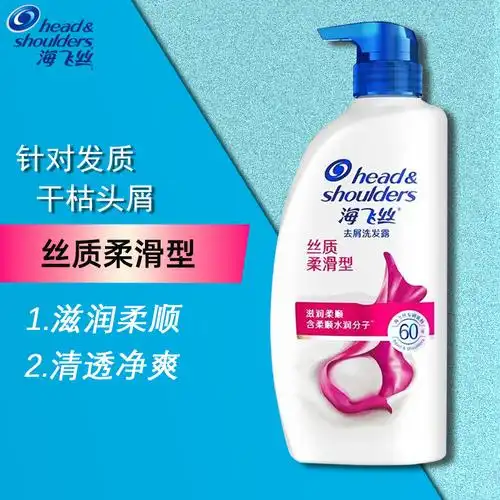 head&
shoulders
海飞丝
针对发质
干枯头屑
丝质柔滑型
1.滋润柔顺
2.清透净爽
head&
shoulders
海飞丝®
去屑洗发露
丝质
柔滑型
滋润柔顺
含柔顺水润分子
60